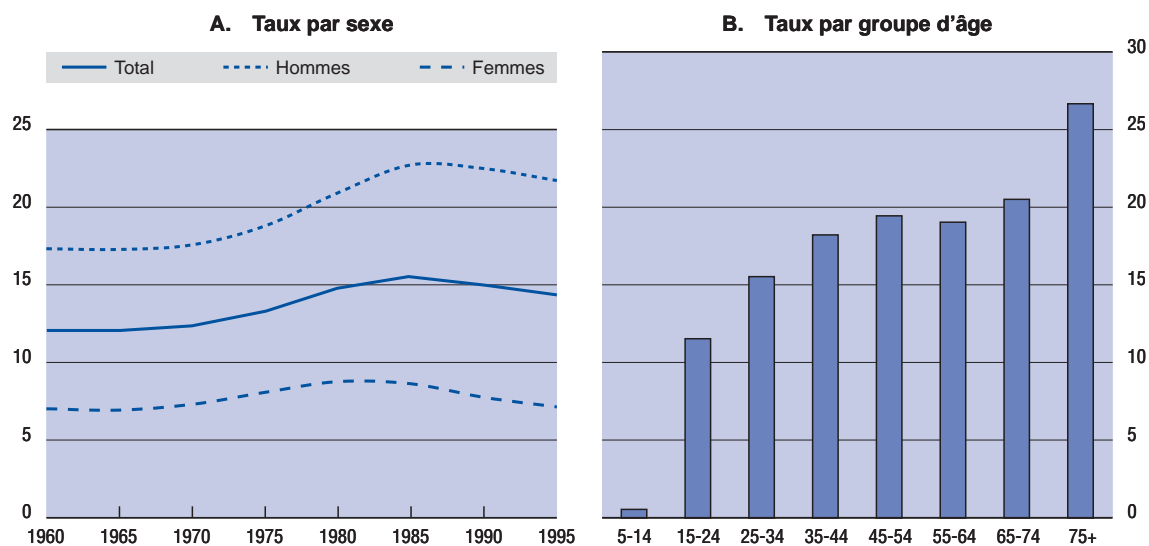 A. Taux par sexe
Total Hommes Femmes
25
20
15
10
5
0
1960 1965 1970 1975 1980 1985 1990 1995
B. Taux par groupe d'âge
30
25
20
15
10
5
0
5-14 15-24 25-34 35-44 45-54 55-64 65-74 75+